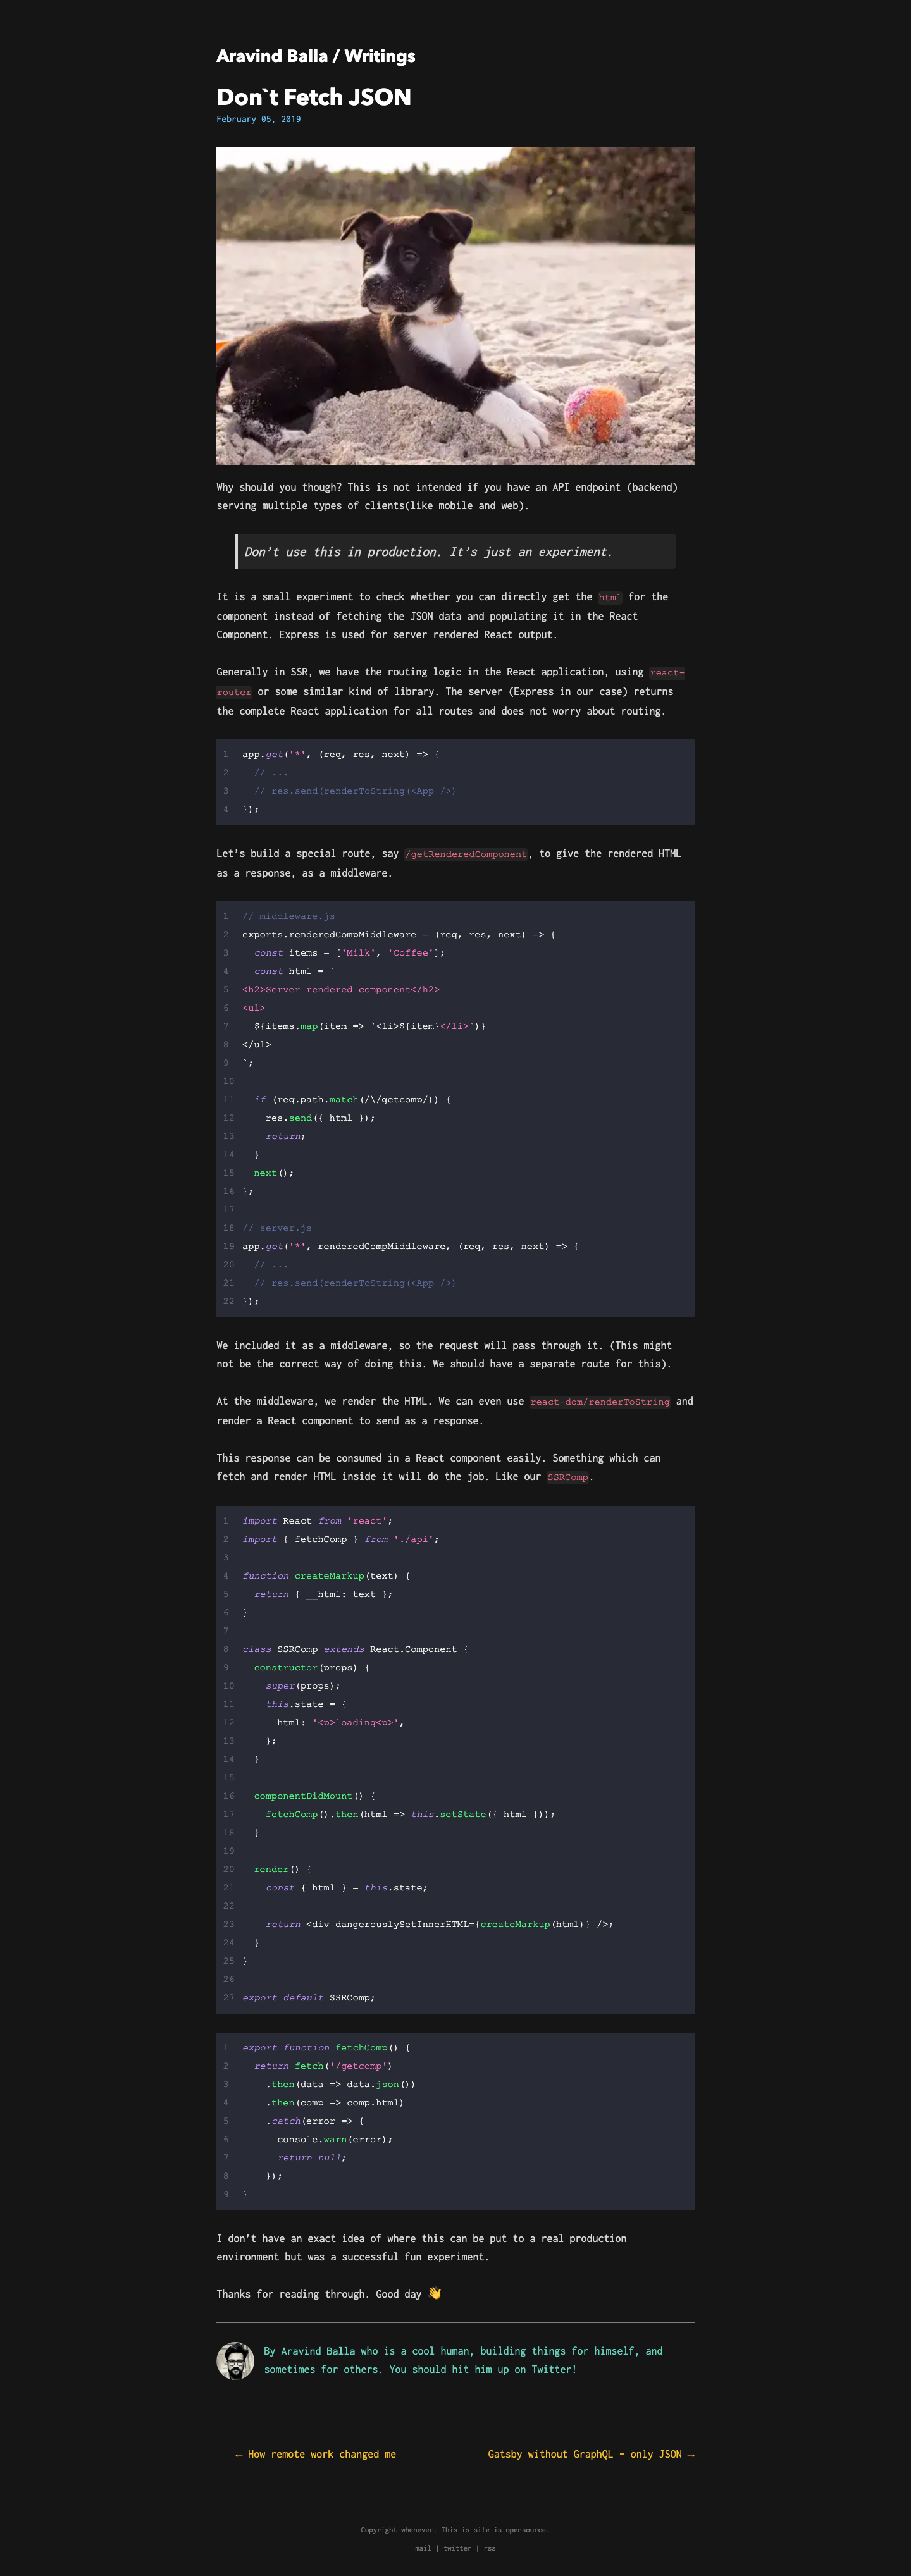 Aravind Balla / Writings
Don`t Fetch JSON
February 05, 2019
Why should you though? This is not intended if you have an API endpoint (backend)
serving multiple types of clients(like mobile and web).
Don’t use this in production. It’s just an experiment.
It is a small experiment to check whether you can directly get the html for the
component instead of fetching the JSON data and populating it in the React
Component. Express is used for server rendered React output.
Generally in SSR, we have the routing logic in the React application, using react-
router or some similar kind of library. The server (Express in our case) returns
the complete React application for all routes and does not worry about routing.
1 app.get('*', (req, res, next) => {
2 // ...
3 // res.send(renderToString(<App />)
4 });
Let’s build a special route, say /getRenderedComponent, to give the rendered HTML
as a response, as a middleware.
1 // middleware.js
2 exports.renderedCompMiddleware = (req, res, next) => {
3 const items = ['Milk', 'Coffee'];
4 const html = `
5 <h2>Server rendered component</h2>
6 <ul>
7 ${items.map(item => `<li>${item}</li>`)}
8 </ul>
9 `;
10
11 if (req.path.match(/\/getcomp/)) {
12 res.send({ html });
13 return;
14 }
15 next();
16 };
17
18 // server.js
19 app.get('*', renderedCompMiddleware, (req, res, next) => {
20 // ...
21 // res.send(renderToString(<App />)
22 });
We included it as a middleware, so the request will pass through it. (This might
not be the correct way of doing this. We should have a separate route for this).
At the middleware, we render the HTML. We can even use react-dom/renderToString and
render a React component to send as a response.
This response can be consumed in a React component easily. Something which can
fetch and render HTML inside it will do the job. Like our SSRComp.
1 import React from 'react';
2 import { fetchComp } from './api';
3
4 function createMarkup(text) {
5 return { __html: text };
6 }
7
8 class SSRComp extends React.Component {
9 constructor(props) {
10 super(props);
11 this.state = {
12 html: '<p>loading<p>',
13 };
14 }
15
16 componentDidMount() {
17 fetchComp().then(html => this.setState({ html }));
18 }
19
20 render() {
21 const { html } = this.state;
22
23 return <div dangerouslySetInnerHTML={createMarkup(html)} />;
24 }
25 }
26
27 export default SSRComp;
1 export function fetchComp() {
2 return fetch('/getcomp')
3 .then(data => data.json())
4 .then(comp => comp.html)
5 .catch(error => {
6 console.warn(error);
7 return null;
8 });
9 }
I don’t have an exact idea of where this can be put to a real production
environment but was a successful fun experiment.
Thanks for reading through. Good day 👋
By Aravind Balla who is a cool human, building things for himself, and
sometimes for others. You should hit him up on Twitter!
← How remote work changed me Gatsby without GraphQL - only JSON →
Copyright whenever. This is site is opensource.
mail | twitter | rss